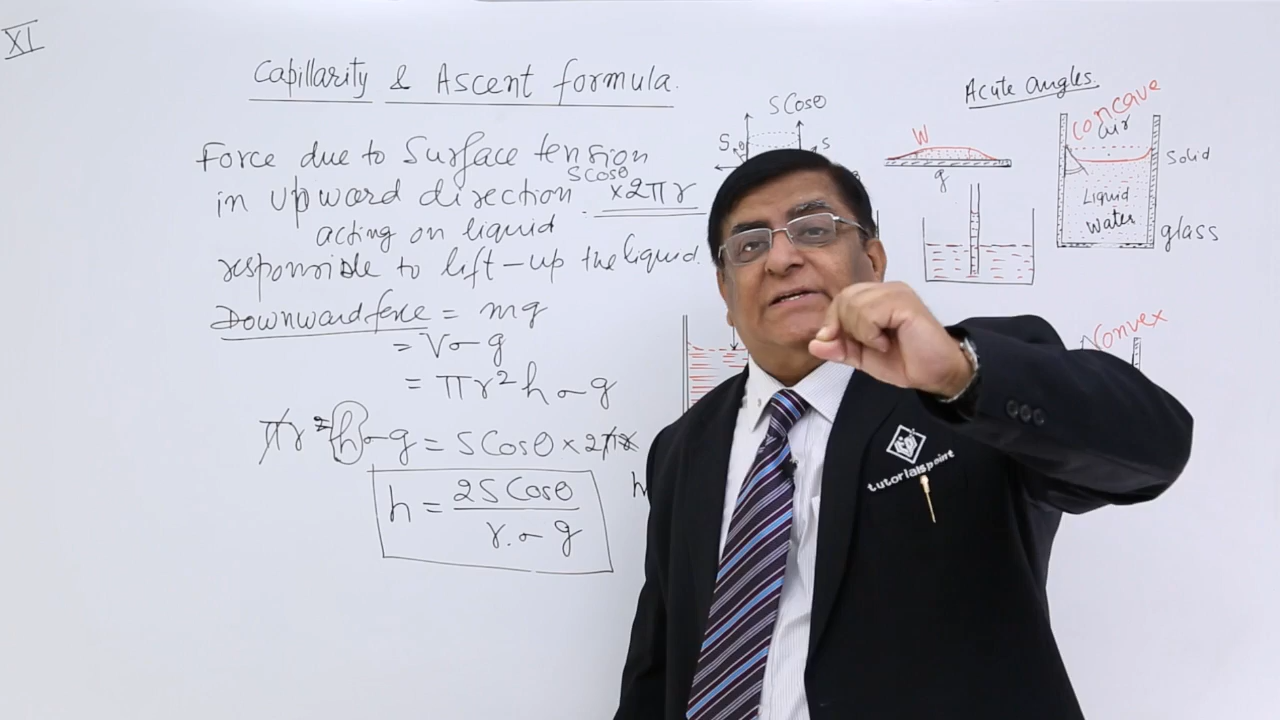 XI
Capillarity & Ascent formula.
Force due to Surface tension
in upward direction SCosθ ×2πr
acting on liquid
responsible to lift-up the liquid.
Downward force = mg
= Vσg
= πr²hσg
πr²hσg = SCosθ × 2πr
h = 2SCosθ / r.σg
h
SCosθ
S θ S
Acute angles.
W
g
concave
air
Solid
Liquid
water
glass
Convex
tutorialspoint